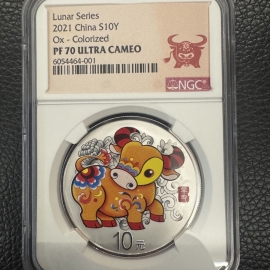 Lunar Series
2021 China S10Y
Ox - Colorized
PF 70 ULTRA CAMEO
6054464-001
NGC
10元